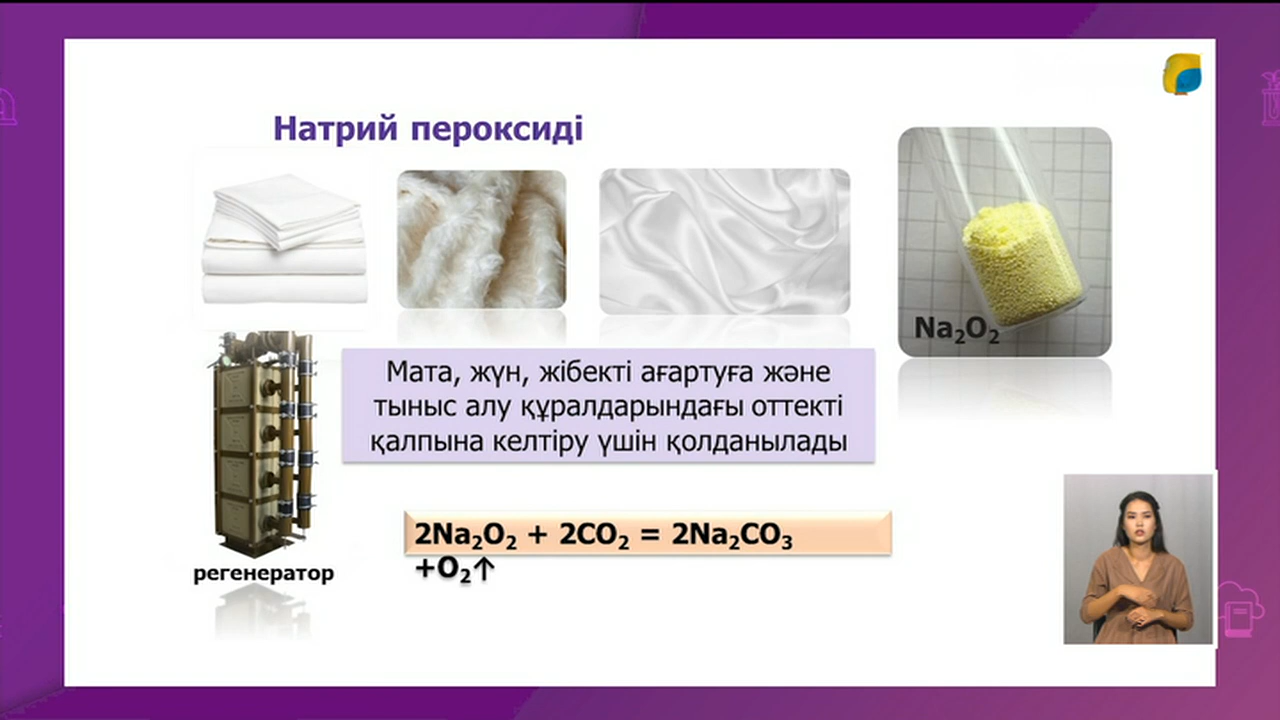 Натрий пероксиді
Na₂O₂
Мата, жүн, жібекті ағартуға және
тыныс алу құралдарындағы оттекті
қалпына келтіру үшін қолданылады
2Na₂O₂ + 2CO₂ = 2Na₂CO₃
+O₂↑
регенератор